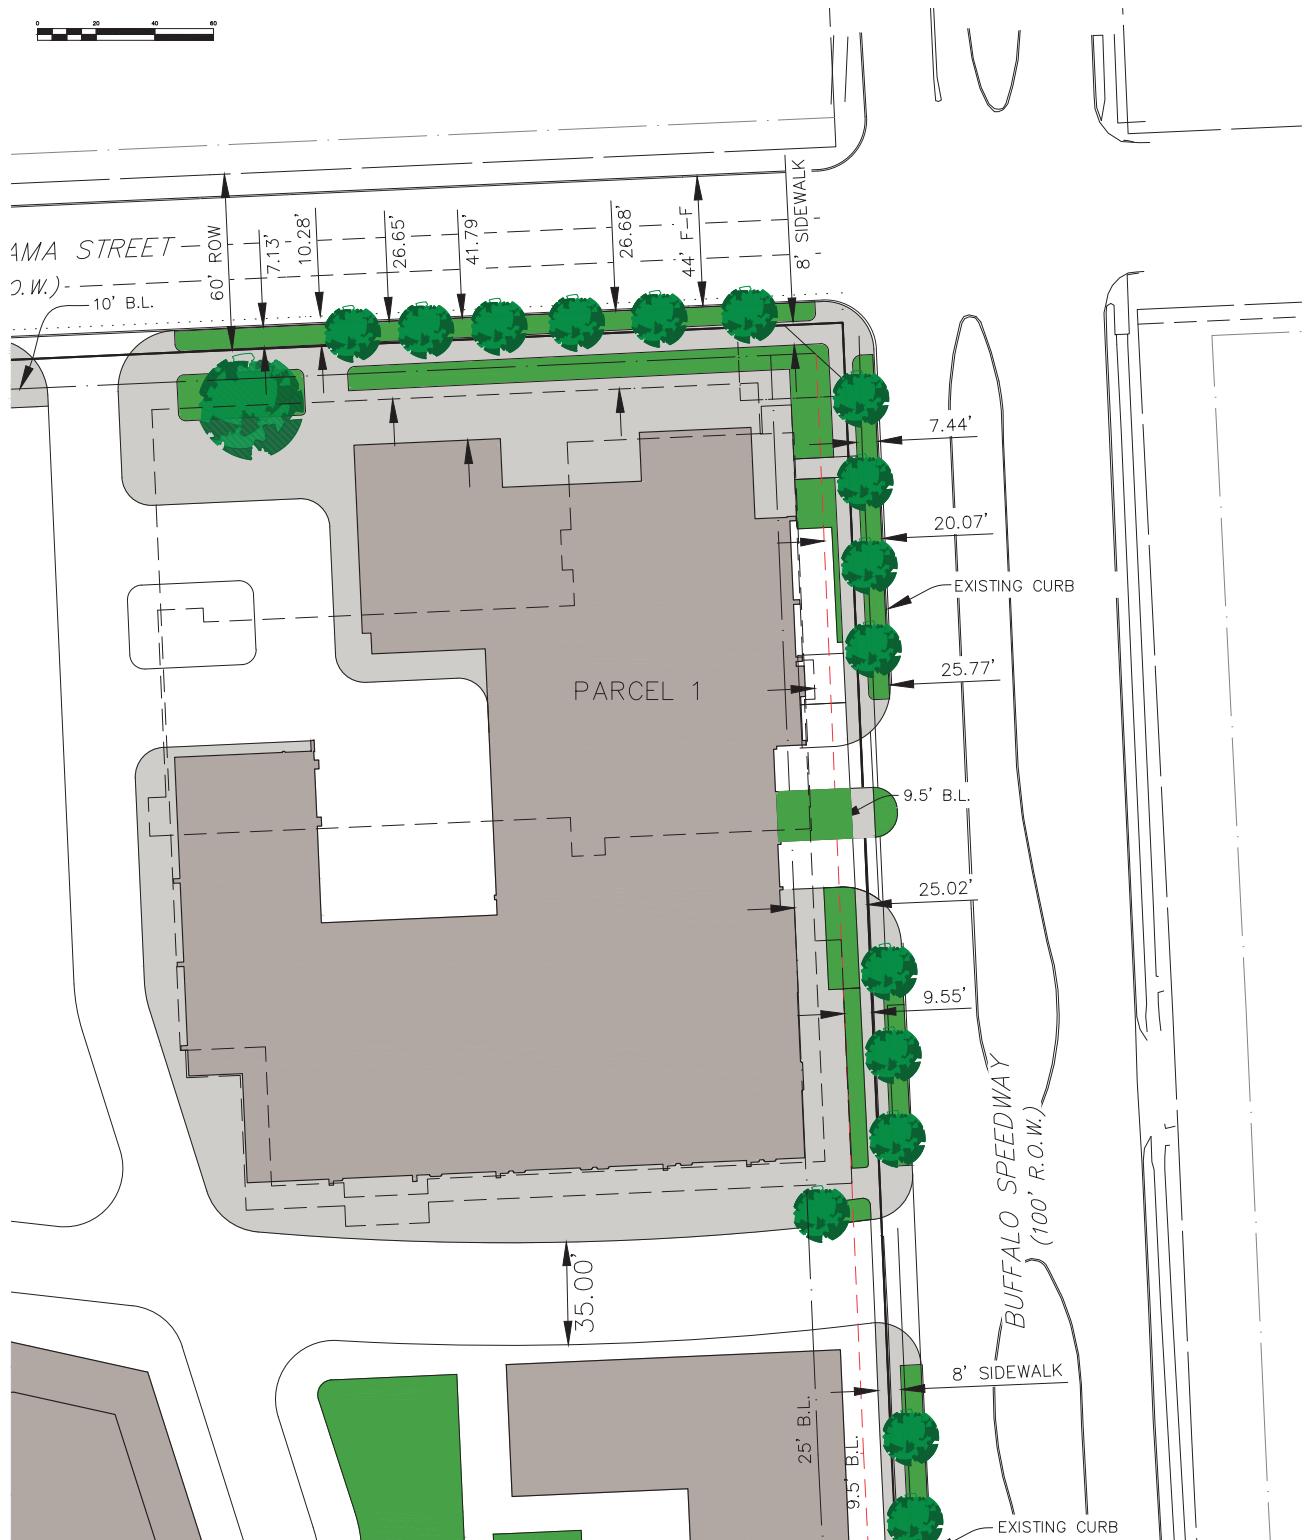 0 20 40 60
8' SIDEWALK
60' ROW
7.13'
10.28'
26.65'
41.79'
26.68'
44' F-F
AMA STREET
O.W.)
10' B.L.
7.44'
20.07'
EXISTING CURB
25.77'
PARCEL 1
9.5' B.L.
25.02'
9.55'
BUFFALO SPEEDWAY
(100' R.O.W.)
35.00'
8' SIDEWALK
25' B.L.
9.5' B.L.
EXISTING CURB